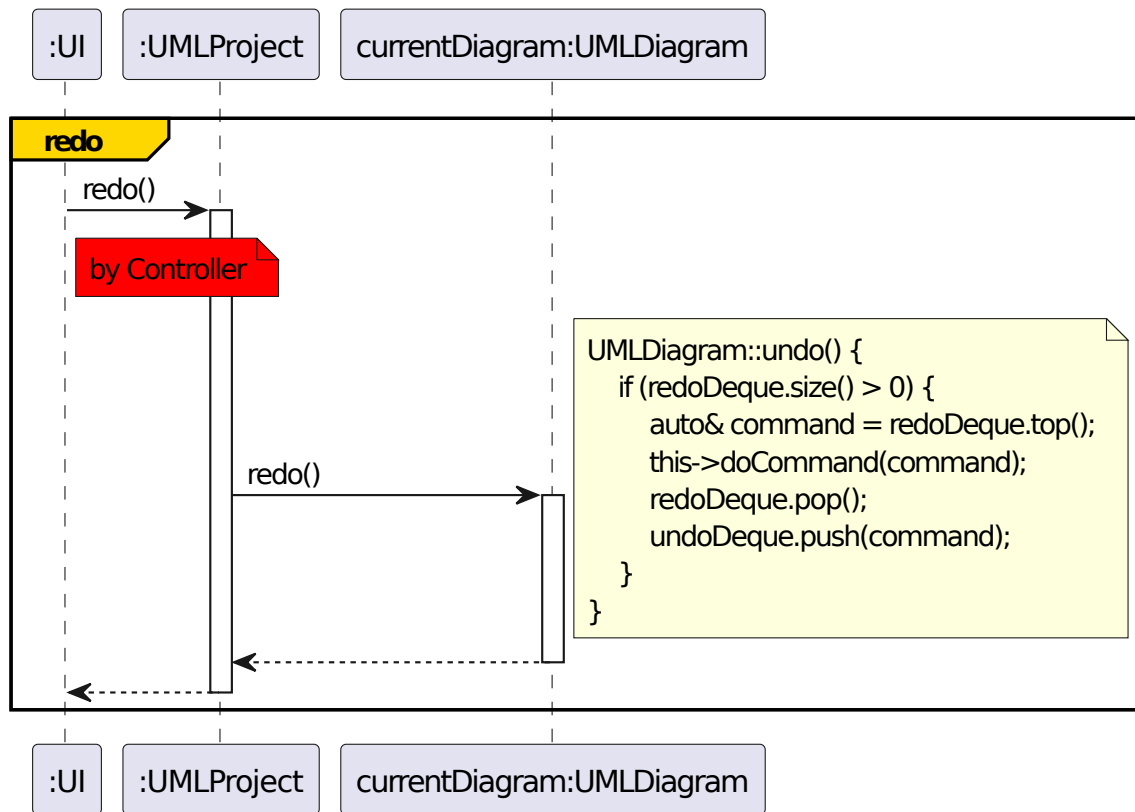 :UI
:UMLProject
currentDiagram:UMLDiagram
redo
redo()
by Controller
UMLDiagram::undo() {
    if (redoDeque.size() > 0) {
        auto& command = redoDeque.top();
        this->doCommand(command);
        redoDeque.pop();
        undoDeque.push(command);
    }
}
redo()
:UI
:UMLProject
currentDiagram:UMLDiagram